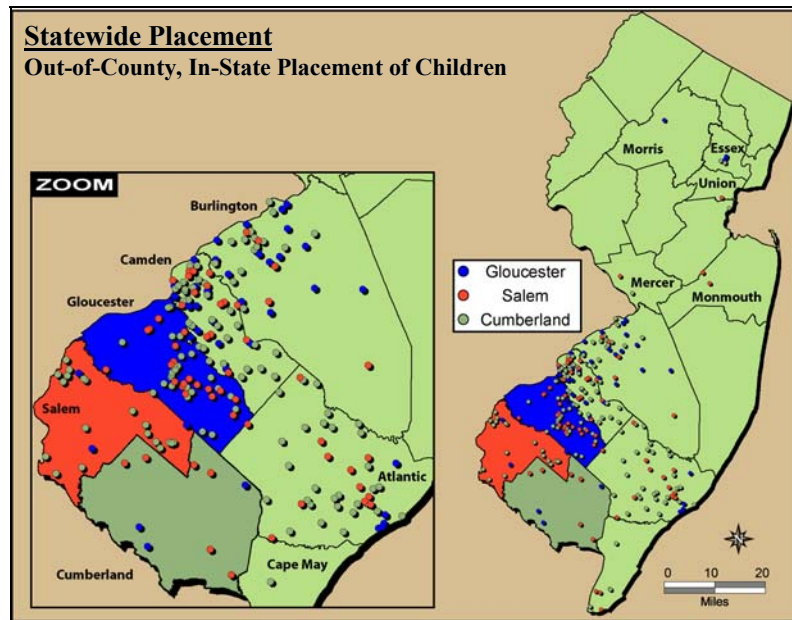 Statewide Placement
Out-of-County, In-State Placement of Children
ZOOM
Burlington
Camden
Gloucester
Salem
Atlantic
Cape May
Cumberland
Morris
Essex
Union
Mercer
Monmouth
Gloucester
Salem
Cumberland
N
0 10 20
Miles